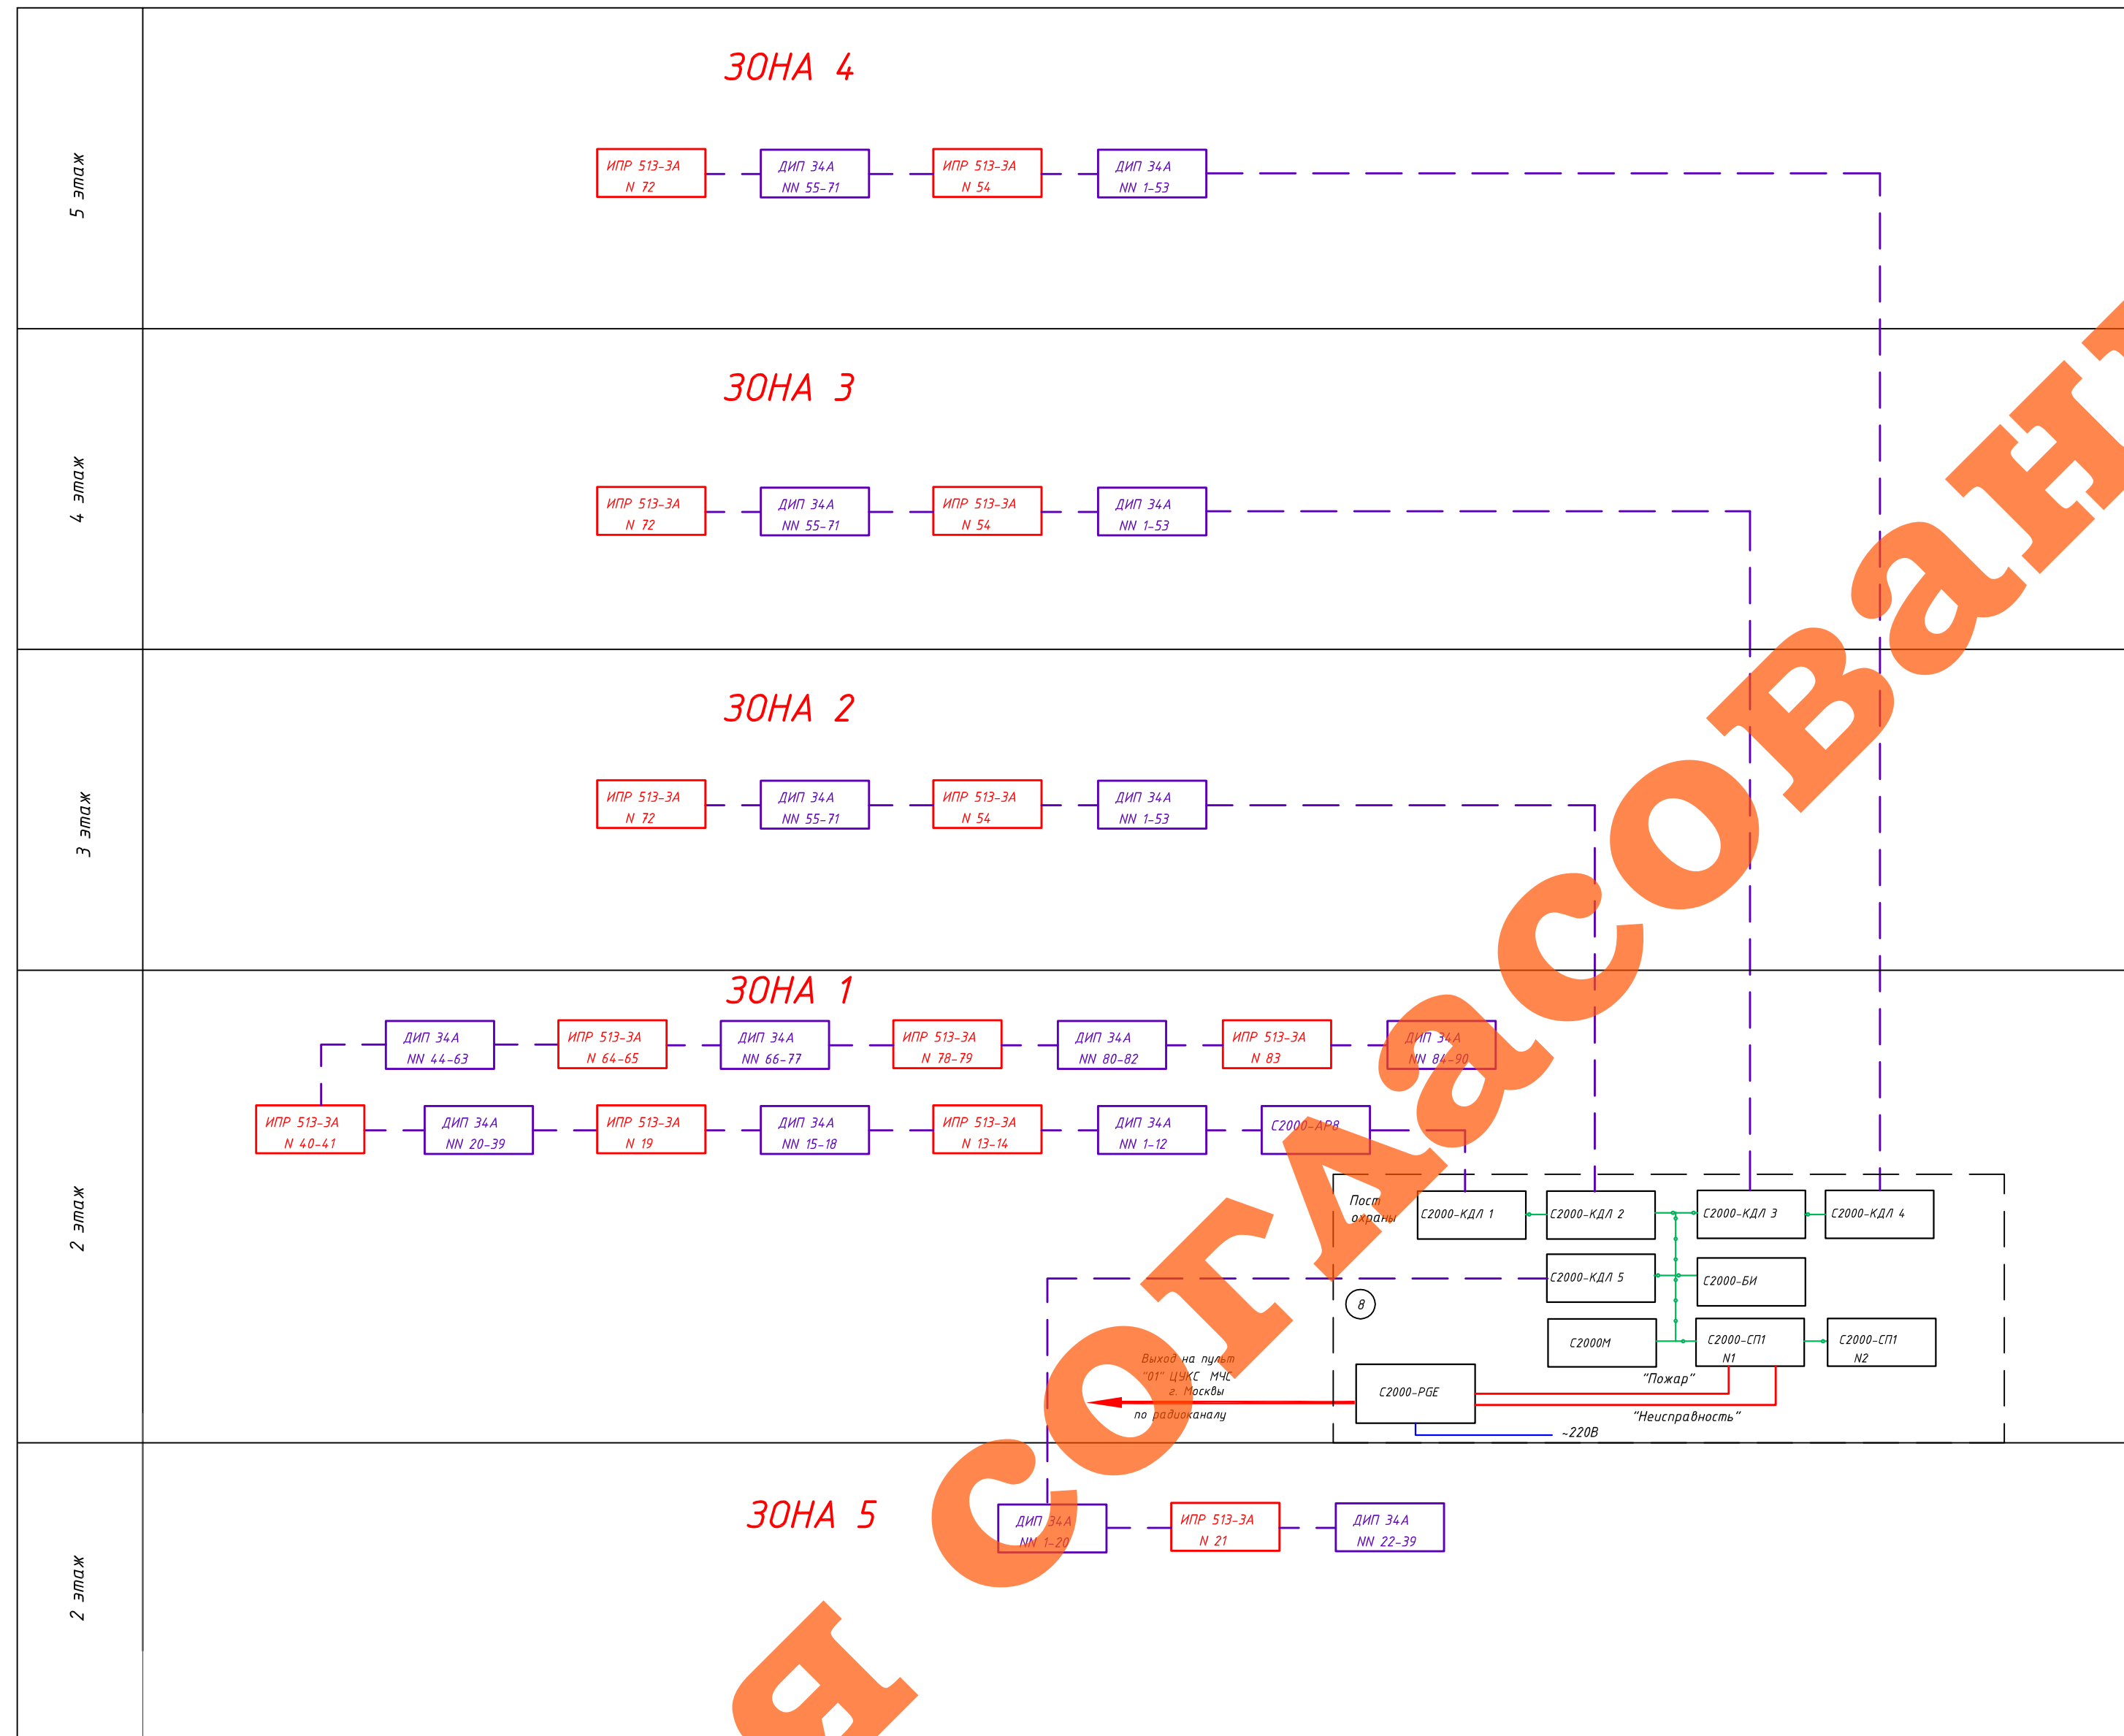 ЗОНА 4
5 этаж
ИПР 513-3А
N 72
ДИП 34А
NN 55-71
ИПР 513-3А
N 54
ДИП 34А
NN 1-53
ЗОНА 3
4 этаж
ИПР 513-3А
N 72
ДИП 34А
NN 55-71
ИПР 513-3А
N 54
ДИП 34А
NN 1-53
ЗОНА 2
3 этаж
ИПР 513-3А
N 72
ДИП 34А
NN 55-71
ИПР 513-3А
N 54
ДИП 34А
NN 1-53
ЗОНА 1
2 этаж
ДИП 34А
NN 44-63
ИПР 513-3А
N 64-65
ДИП 34А
NN 66-77
ИПР 513-3А
N 78-79
ДИП 34А
NN 80-82
ИПР 513-3А
N 83
ДИП 34А
NN 84-90
ИПР 513-3А
N 40-41
ДИП 34А
NN 20-39
ИПР 513-3А
N 19
ДИП 34А
NN 15-18
ИПР 513-3А
N 13-14
ДИП 34А
NN 1-12
С2000-АР8
Пост
охраны
С2000-КДЛ 1
С2000-КДЛ 2
С2000-КДЛ 3
С2000-КДЛ 4
С2000-КДЛ 5
С2000-БИ
8
С2000М
С2000-СП1
N1
С2000-СП1
N2
Выход на пульт
"01" ЦУКС МЧС
г. Москвы
по радиоканалу
С2000-PGE
"Пожар"
"Неисправность"
~220В
ЗОНА 5
2 этаж
ДИП 34А
NN 1-20
ИПР 513-3А
N 21
ДИП 34А
NN 22-39